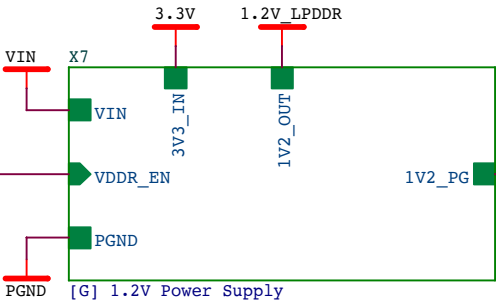 3.3V
1.2V_LPDDR
VIN
X7
VIN
3V3_IN
1V2_OUT
VDDR_EN
1V2_PG
PGND
PGND
[G] 1.2V Power Supply